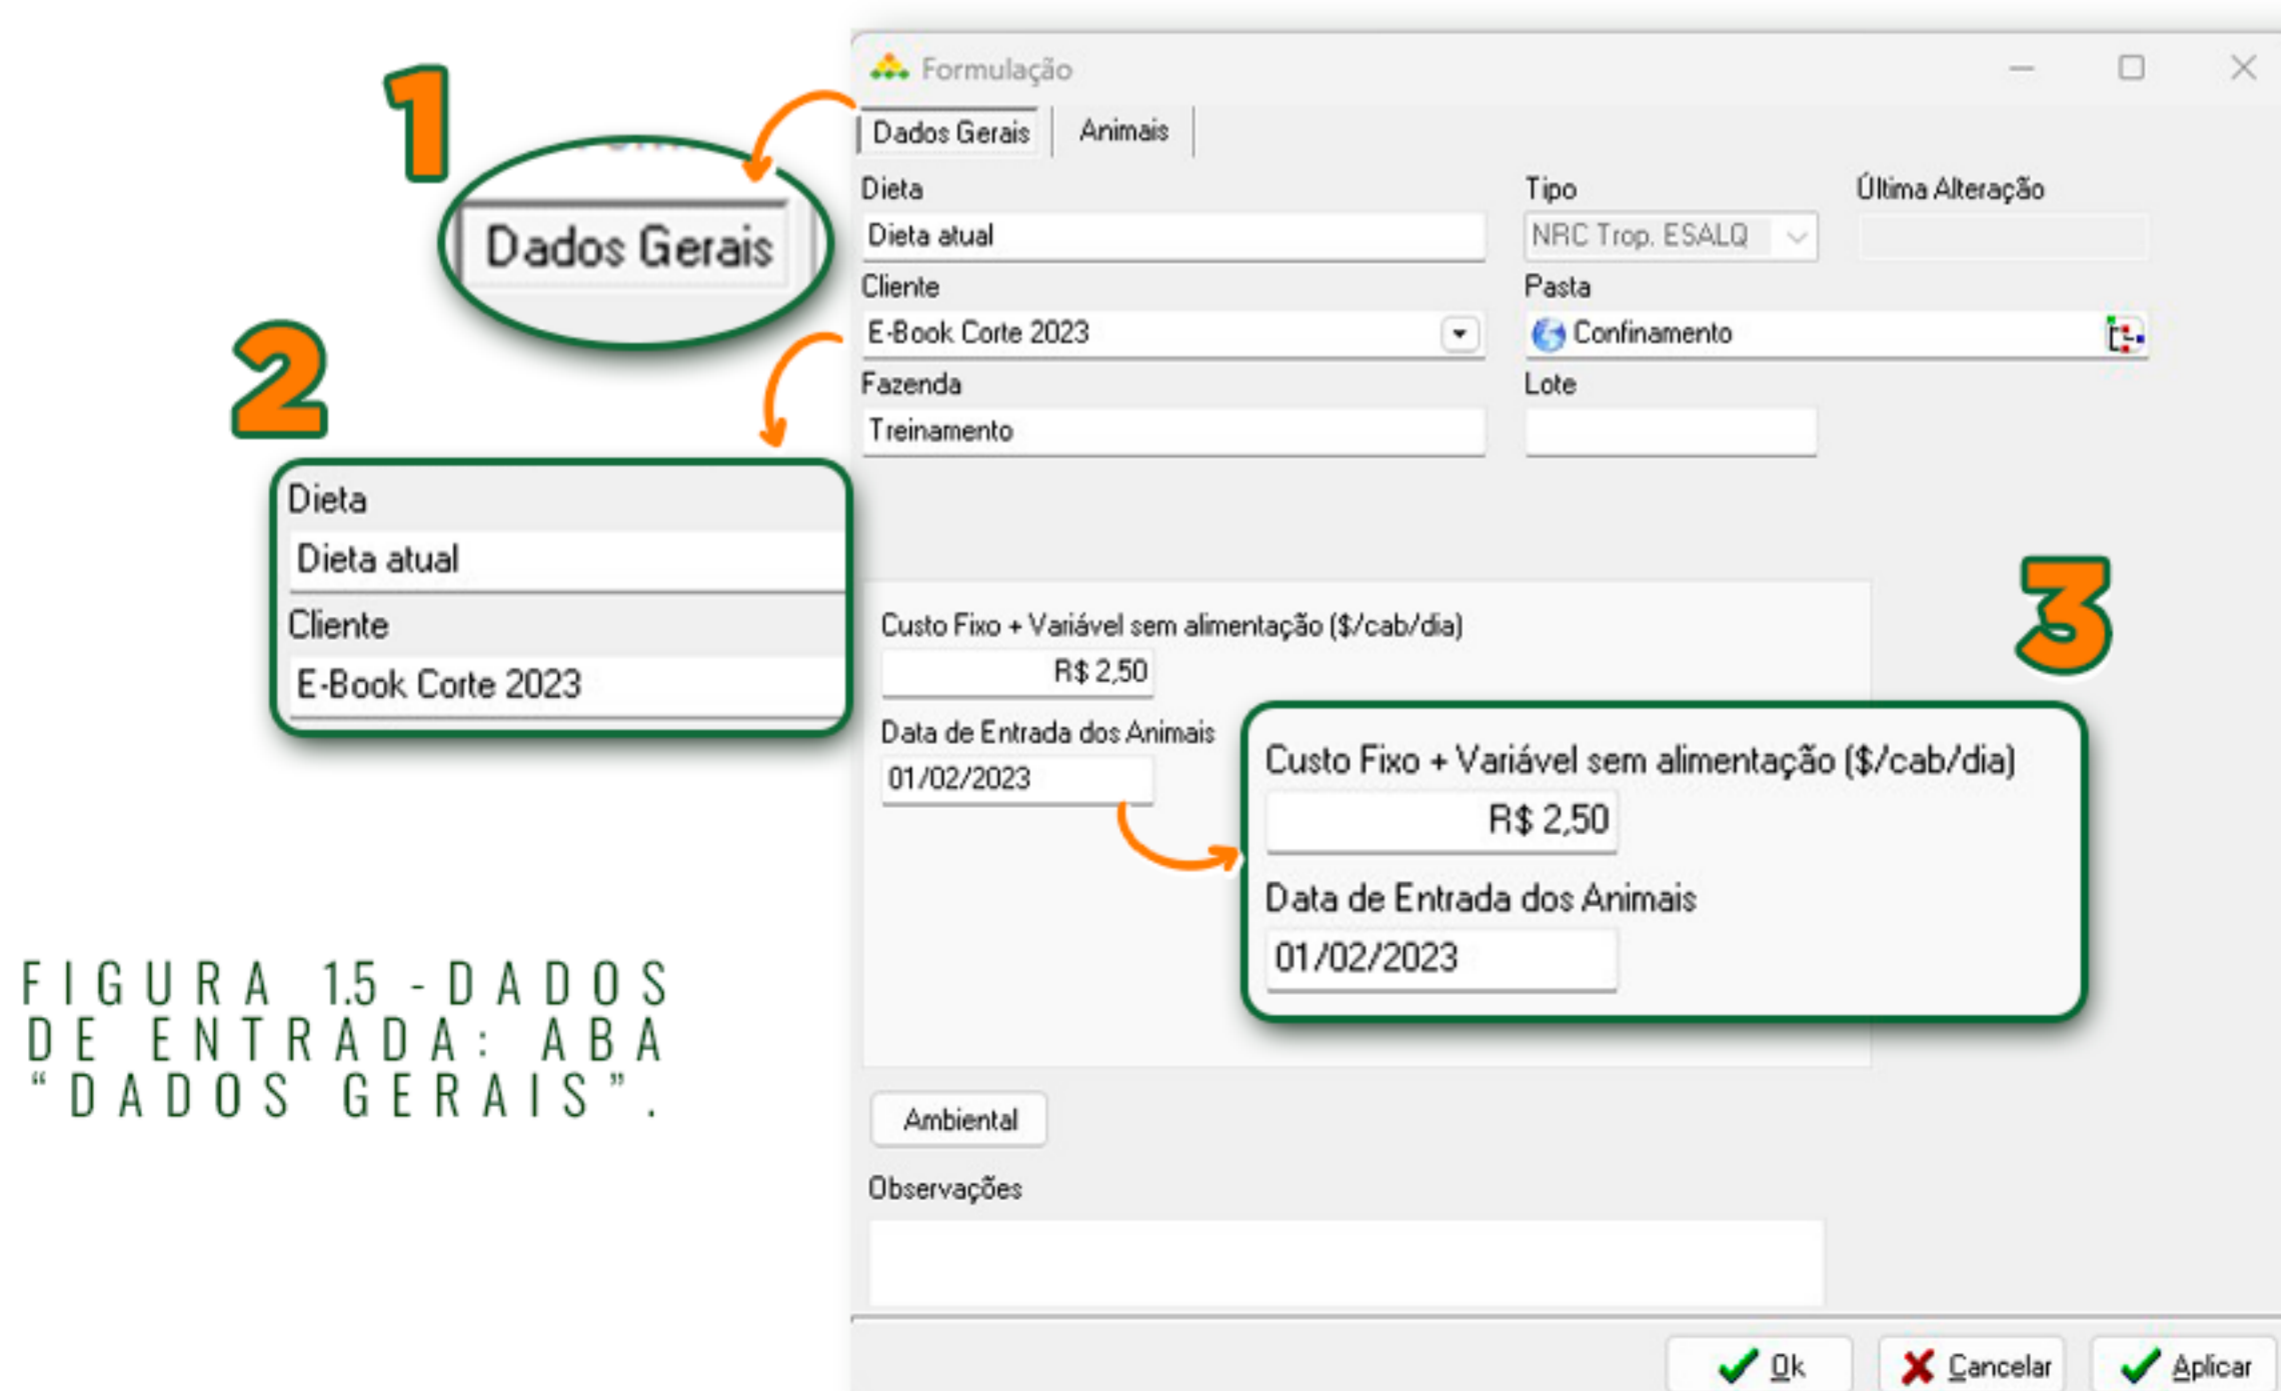 1
Dados Gerais
2
Dieta
Dieta atual
Cliente
E-Book Corte 2023
FIGURA 1.5 - DADOS
DE ENTRADA: ABA
“DADOS GERAIS”.
Formulação
Dados Gerais Animais
Dieta Tipo Última Alteração
Dieta atual NRC Trop. ESALQ
Cliente Pasta
E-Book Corte 2023 Confinamento
Fazenda Lote
Treinamento
3
Custo Fixo + Variável sem alimentação ($/cab/dia)
R$ 2,50
Data de Entrada dos Animais
01/02/2023
Custo Fixo + Variável sem alimentação ($/cab/dia)
R$ 2,50
Data de Entrada dos Animais
01/02/2023
Ambiental
Observações
Ok Cancelar Aplicar